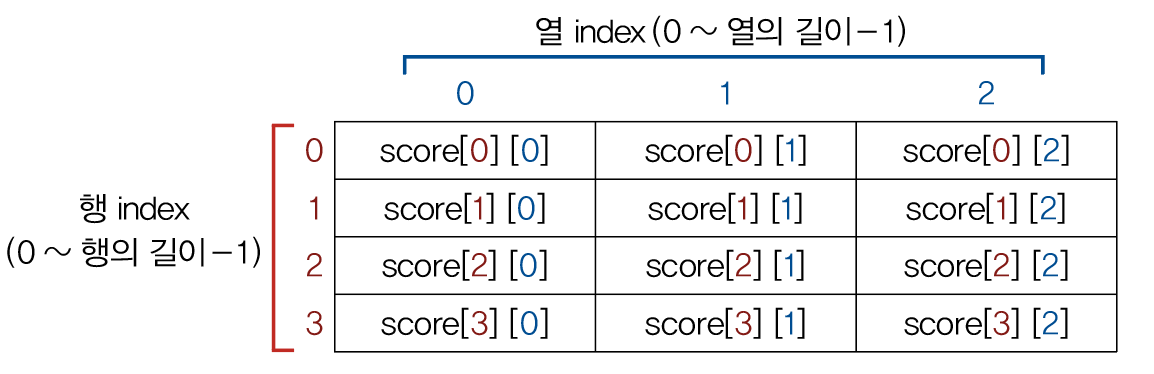 열 index (0 ～ 열의 길이-1)
0 1 2
행 index
(0 ～ 행의 길이-1)
0 score[0] [0] score[0] [1] score[0] [2]
1 score[1] [0] score[1] [1] score[1] [2]
2 score[2] [0] score[2] [1] score[2] [2]
3 score[3] [0] score[3] [1] score[3] [2]